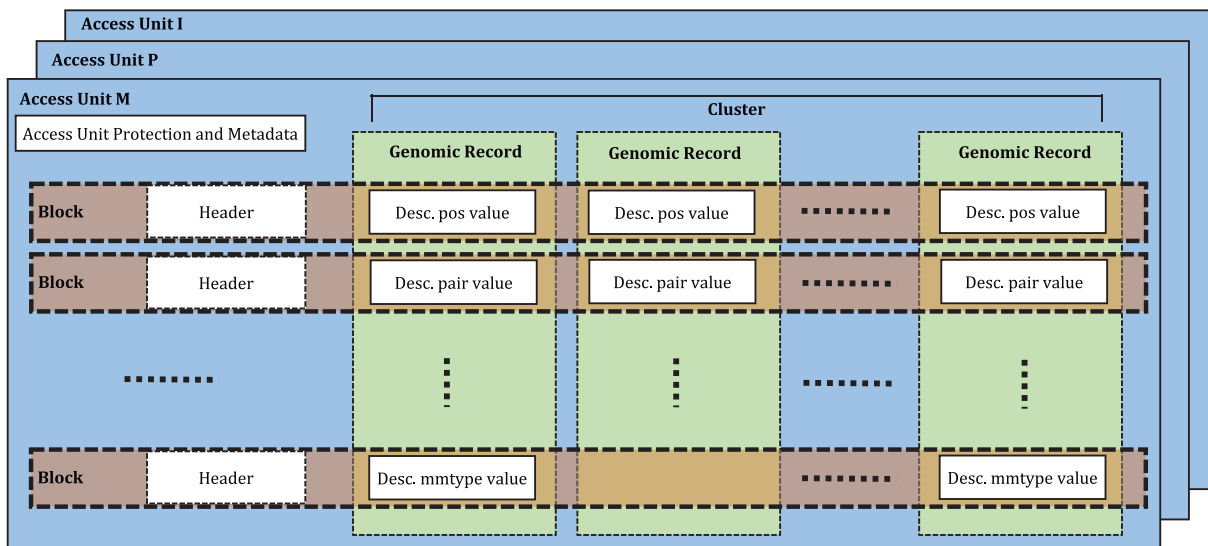 Access Unit I
Access Unit P
Access Unit M
Cluster
Access Unit Protection and Metadata
Genomic Record
Genomic Record
Genomic Record
Block
Header
Desc. pos value
Desc. pos value
Desc. pos value
Block
Header
Desc. pair value
Desc. pair value
Desc. pair value
Block
Header
Desc. mmtype value
Desc. mmtype value